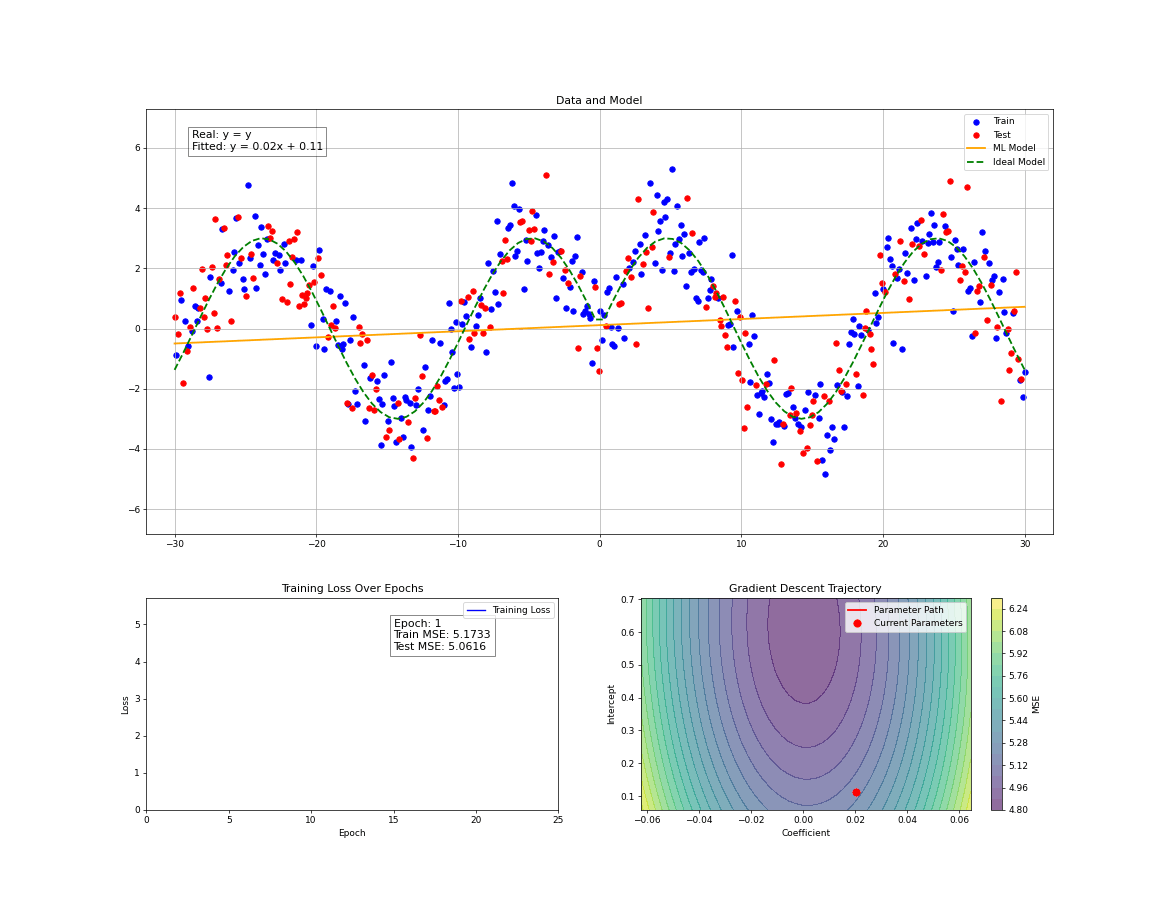 Data and Model
Real: y = y
Fitted: y = 0.02x + 0.11
Train
Test
ML Model
Ideal Model
6
4
2
0
−2
−4
−6
−30
−20
−10
0
10
20
30
Training Loss Over Epochs
Training Loss
Epoch: 1
Train MSE: 5.1733
Test MSE: 5.0616
Loss
5
4
3
2
1
0
0
5
10
15
20
25
Epoch
Gradient Descent Trajectory
Parameter Path
Current Parameters
Intercept
0.7
0.6
0.5
0.4
0.3
0.2
0.1
−0.06
−0.04
−0.02
0.00
0.02
0.04
0.06
Coefficient
6.24
6.08
5.92
5.76
5.60
5.44
5.28
5.12
4.96
4.80
MSE